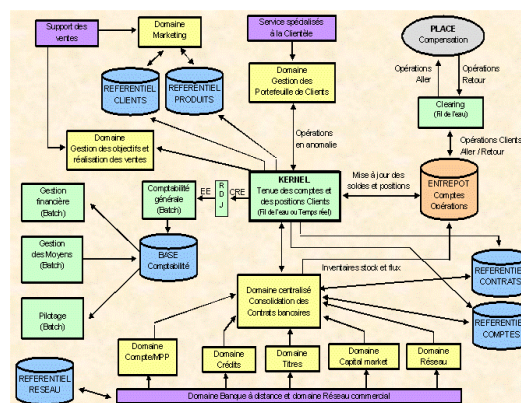 Support des
ventes
Domaine
Marketing
Service spécialisés
à la Clientèle
PLACE
Compensation
Opérations
Aller
Opérations
Retour
REFERENTIEL
CLIENTS
REFERENTIEL
PRODUITS
Domaine
Gestion des
Portefeuille de Clients
Clearing
(Fil de l'eau)
Opérations
en anomalie
Opérations Clients
Aller / Retour
Domaine
Gestion des objectifs et
réalisation des ventes
Gestion
financière
(Batch)
Comptabilité
générale
(Batch)
EE
R
D
J
CRE
KERNEL
Tenue des comptes et
des positions Clients
(Fil de l'eau ou Temps réel)
Mise à jour des
soldes et positions
ENTREPOT
Comptes
Opérations
Gestion
des Moyens
(Batch)
BASE
Comptabilité
Inventaires stock et flux
REFERENTIEL
CONTRATS
Pilotage
(Batch)
Domaine centralisé
Consolidation des
Contrats bancaires
REFERENTIEL
COMPTES
Domaine
Compte/MPP
Domaine
Crédits
Domaine
Titres
Domaine
Capital market
Domaine
Réseau
REFERENTIEL
RESEAU
Domaine Banque à distance et domaine Réseau commercial